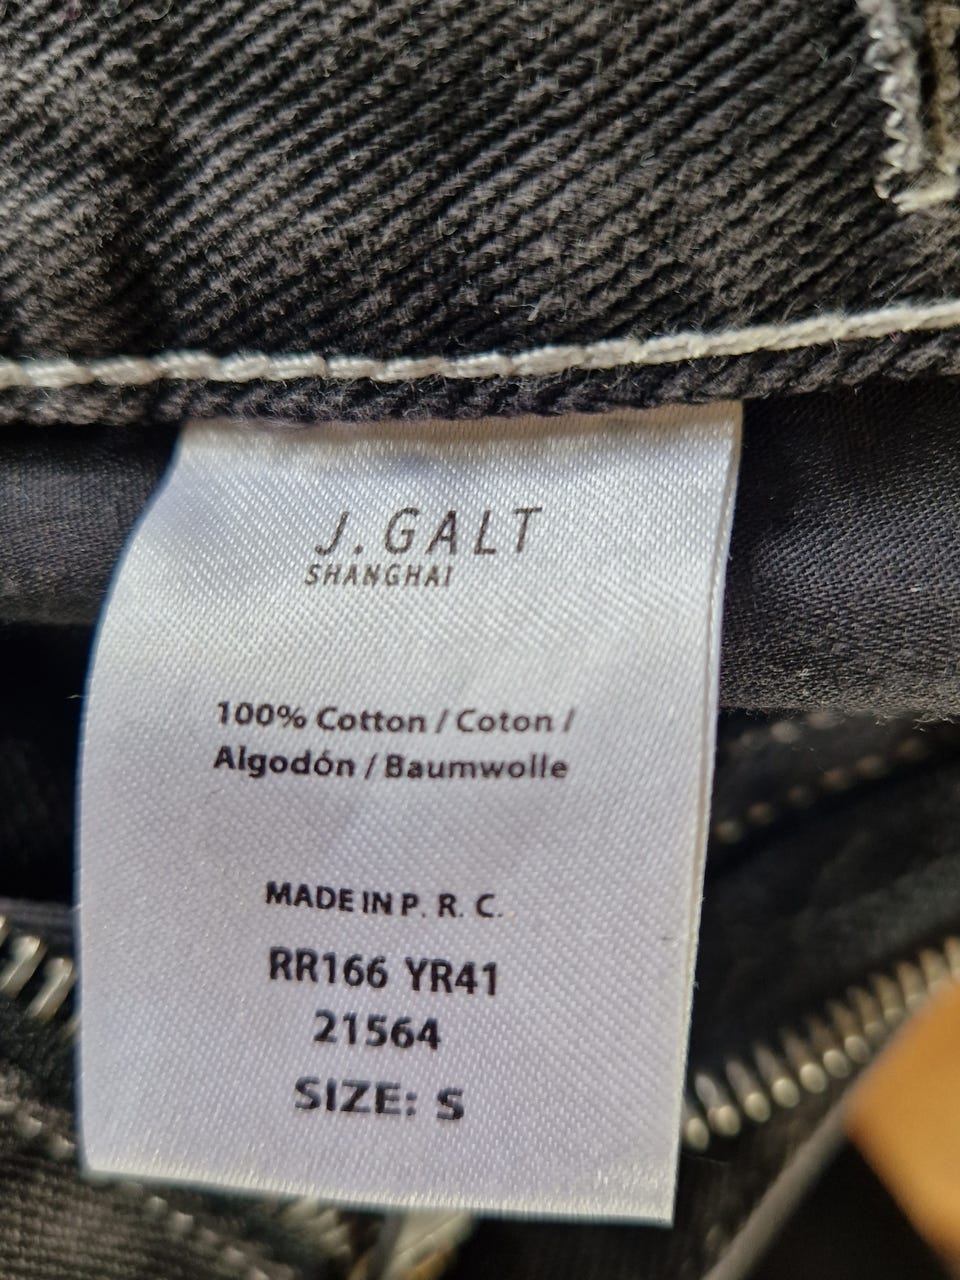 J.GALT
SHANGHAI
100% Cotton / Coton /
Algodón / Baumwolle
MADE IN P. R. C.
RR166 YR41
21564
SIZE: S